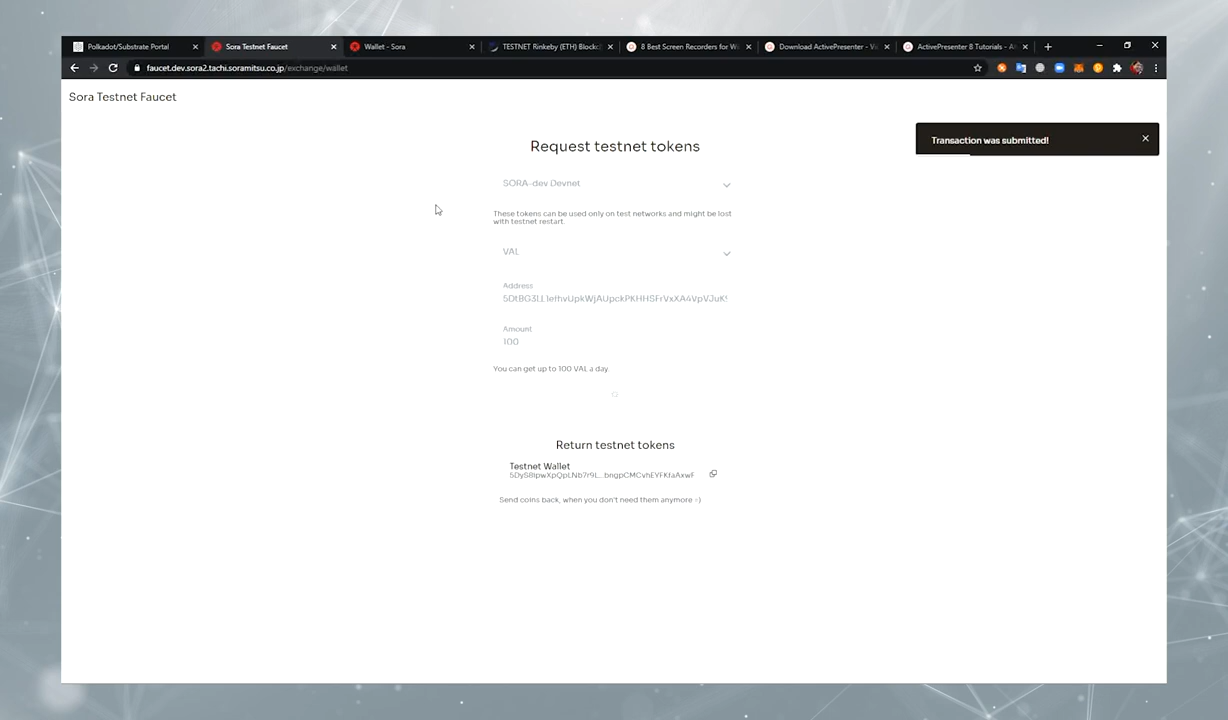 Polkadot/Substrate Portal
Sora Testnet Faucet
Wallet - Sora
TESTNET Rinkeby (ETH) Blockc
8 Best Screen Recorders for W
Download ActivePresenter - Vi
ActivePresenter 8 Tutorials - A
faucet.dev.sora2.tachi.soramitsu.co.jp/exchange/wallet
Sora Testnet Faucet
Transaction was submitted!
Request testnet tokens
SORA-dev Devnet
These tokens can be used only on test networks and might be lost
with testnet restart.
VAL
Address
Amount
100
You can get up to 100 VAL a day.
Return testnet tokens
Testnet Wallet
Send coins back, when you don't need them anymore =)